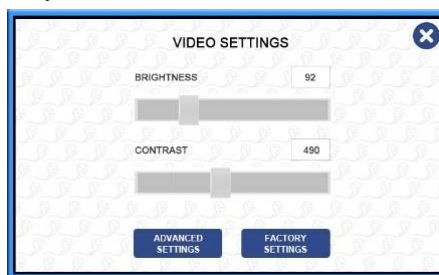 VIDEO SETTINGS
BRIGHTNESS 92
CONTRAST 490
ADVANCED SETTINGS
FACTORY SETTINGS